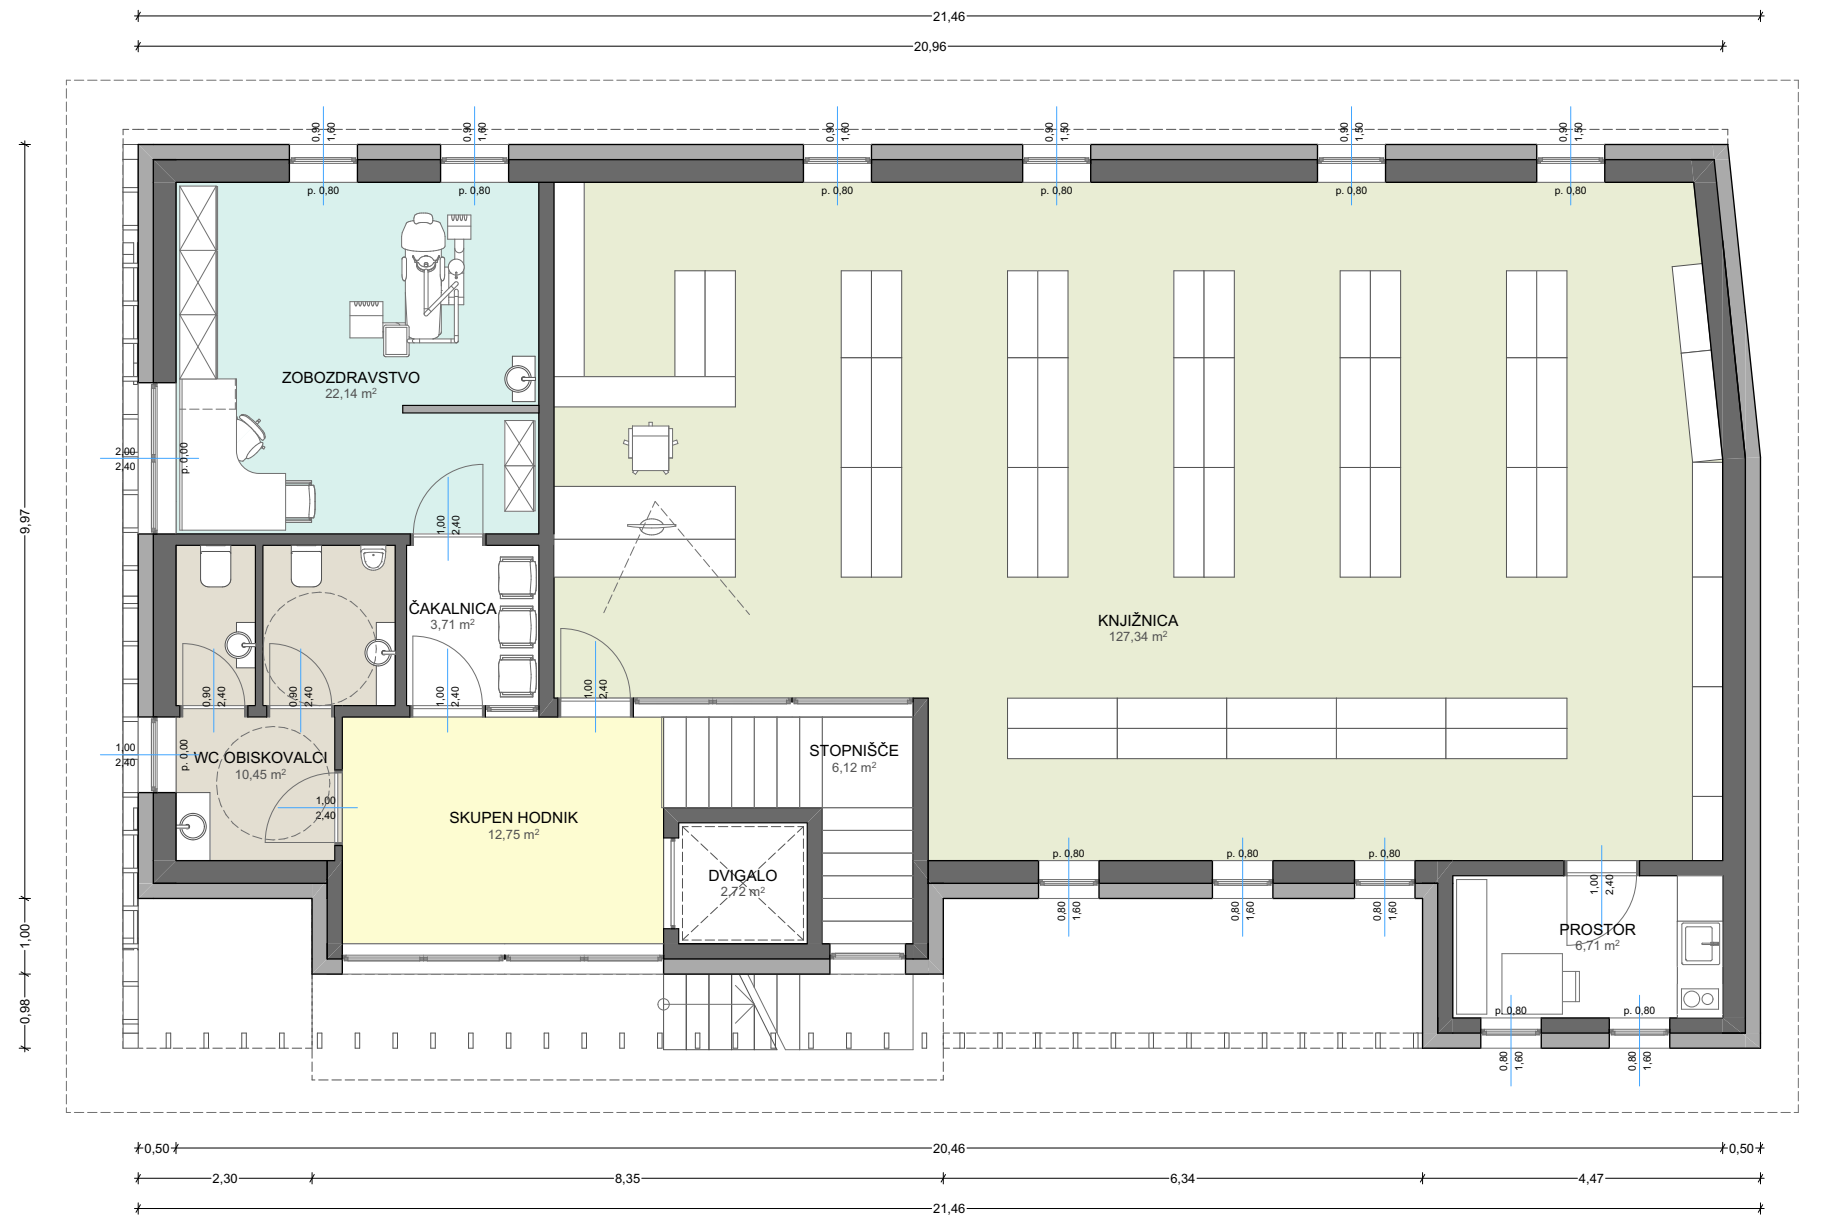 21,46
20,96
0,90
1,60
0,90
1,60
0,90
1,60
0,90
1,50
0,90
1,50
0,90
1,50
p. 0,80
p. 0,80
p. 0,80
p. 0,80
p. 0,80
p. 0,80
ZOBOZDRAVSTVO
22,14 m²
2,00
2,40
p. 0,00
9,97
1,00
2,40
ČAKALNICA
3,71 m²
KNJIŽNICA
127,34 m²
0,90
2,40
0,90
2,40
1,00
2,40
1,00
2,40
1,00
2,40
p. 0,00
WC OBISKOVALCI
10,45 m²
STOPNIŠČE
6,12 m²
1,00
2,40
SKUPEN HODNIK
12,75 m²
DVIGALO
2,72 m²
p. 0,80
p. 0,80
p. 0,80
0,80
1,60
0,80
1,60
0,80
1,60
1,00
2,40
PROSTOR
6,71 m²
1,00
0,98
p. 0,80
p. 0,80
0,80
1,60
0,80
1,60
0,50
20,46
0,50
2,30
8,35
6,34
4,47
21,46